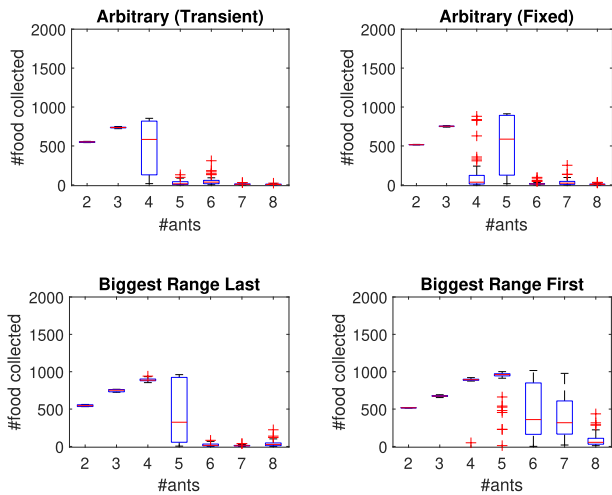 Arbitrary (Transient)
2000
1500
1000
500
0
#food collected
2 3 4 5 6 7 8
#ants
Arbitrary (Fixed)
2000
1500
1000
500
0
#food collected
2 3 4 5 6 7 8
#ants
Biggest Range Last
2000
1500
1000
500
0
#food collected
2 3 4 5 6 7 8
#ants
Biggest Range First
2000
1500
1000
500
0
#food collected
2 3 4 5 6 7 8
#ants